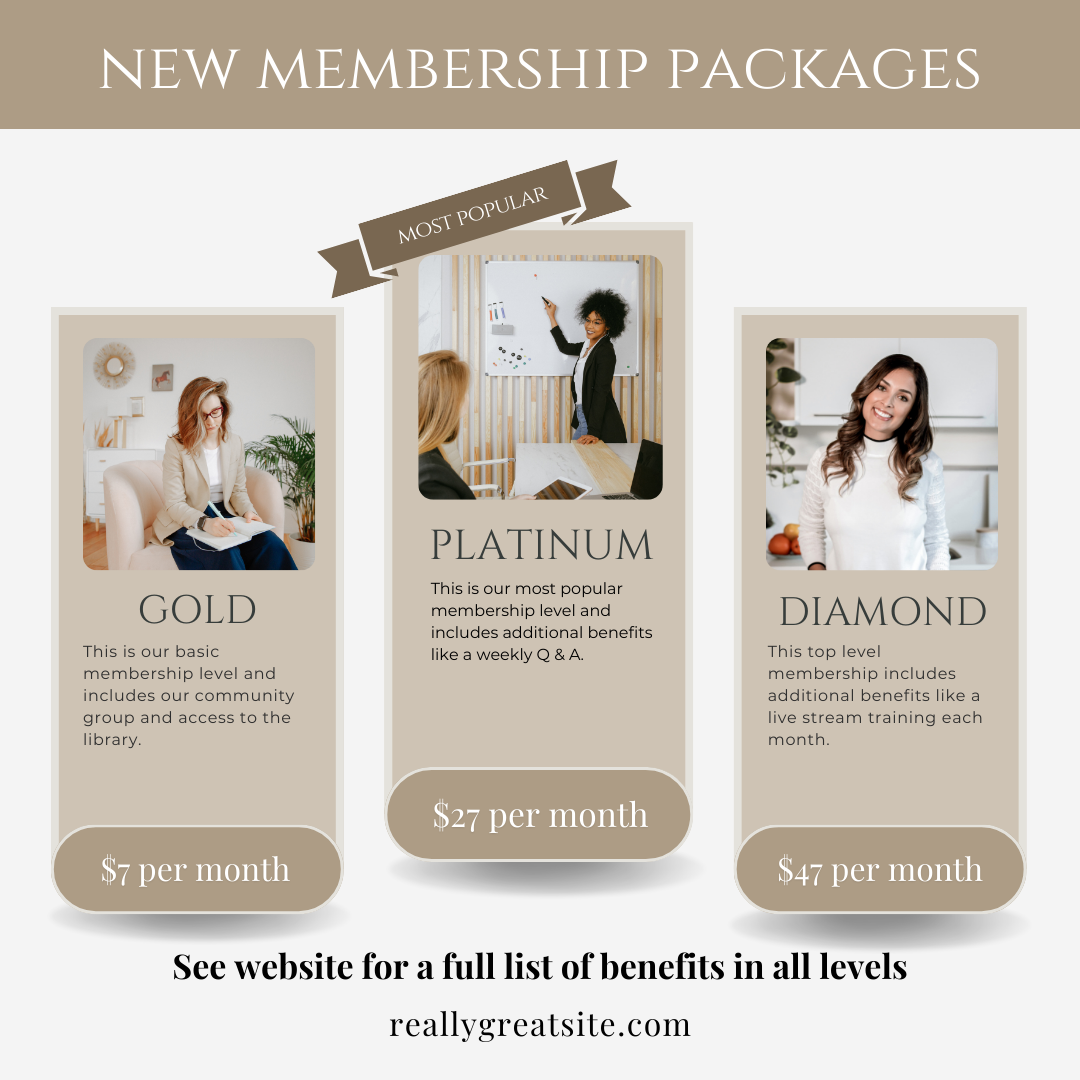 NEW MEMBERSHIP PACKAGES
MOST POPULAR
GOLD
This is our basic
membership level and
includes our community
group and access to the
library.
$7 per month
PLATINUM
This is our most popular
membership level and
includes additional benefits
like a weekly Q & A.
$27 per month
DIAMOND
This top level
membership includes
additional benefits like a
live stream training each
month.
$47 per month
See website for a full list of benefits in all levels
reallygreatsite.com